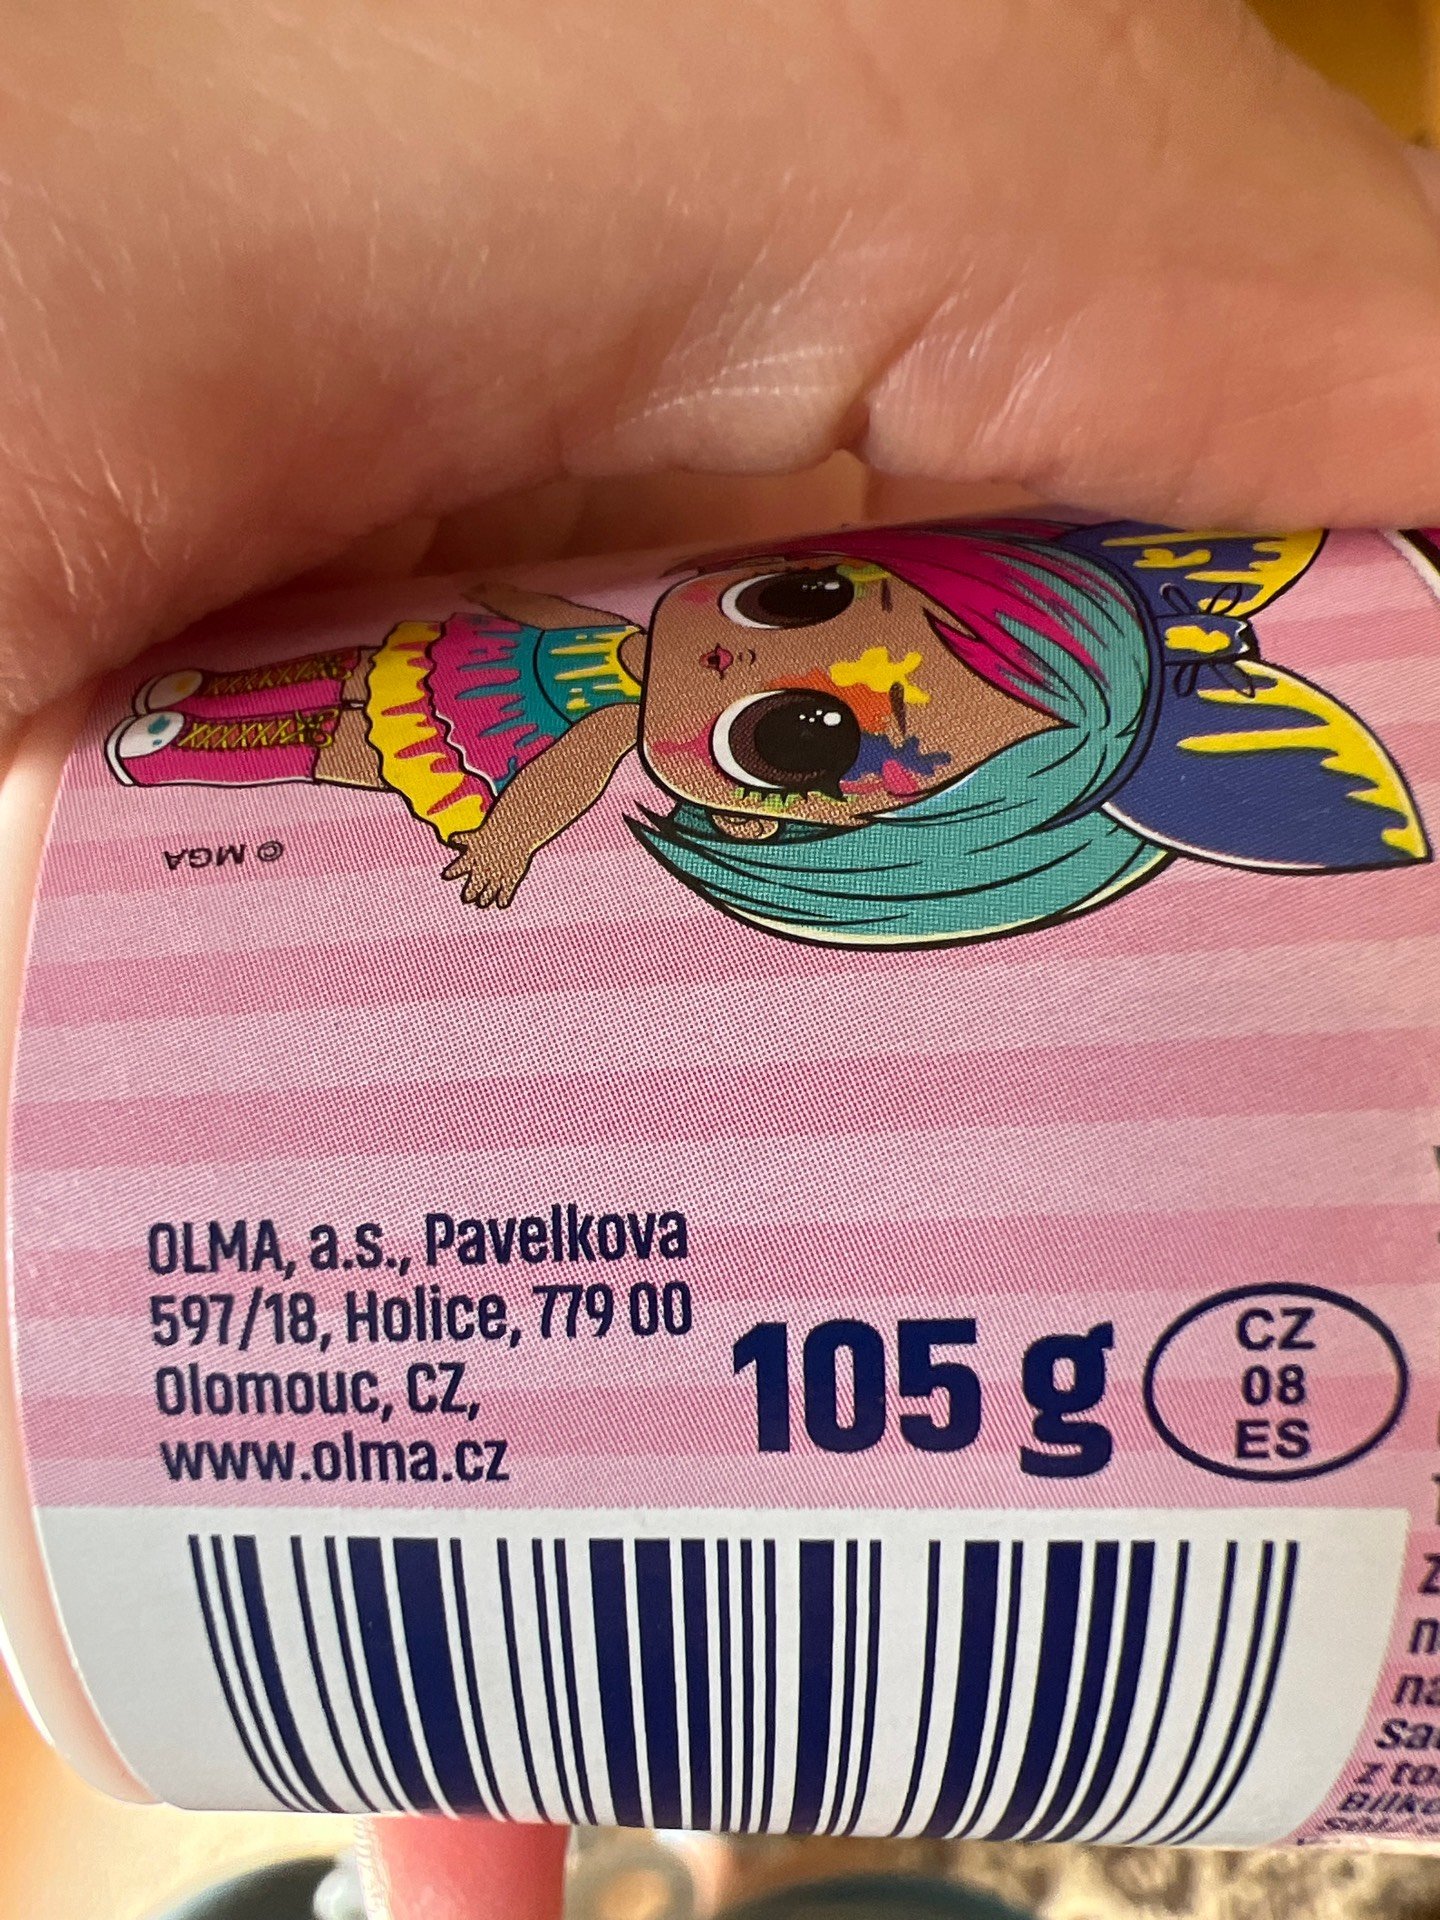 © MGA
OLMA, a.s., Pavelkova
597/18, Holice, 779 00
Olomouc, CZ,
www.olma.cz
105 g
CZ
08
ES